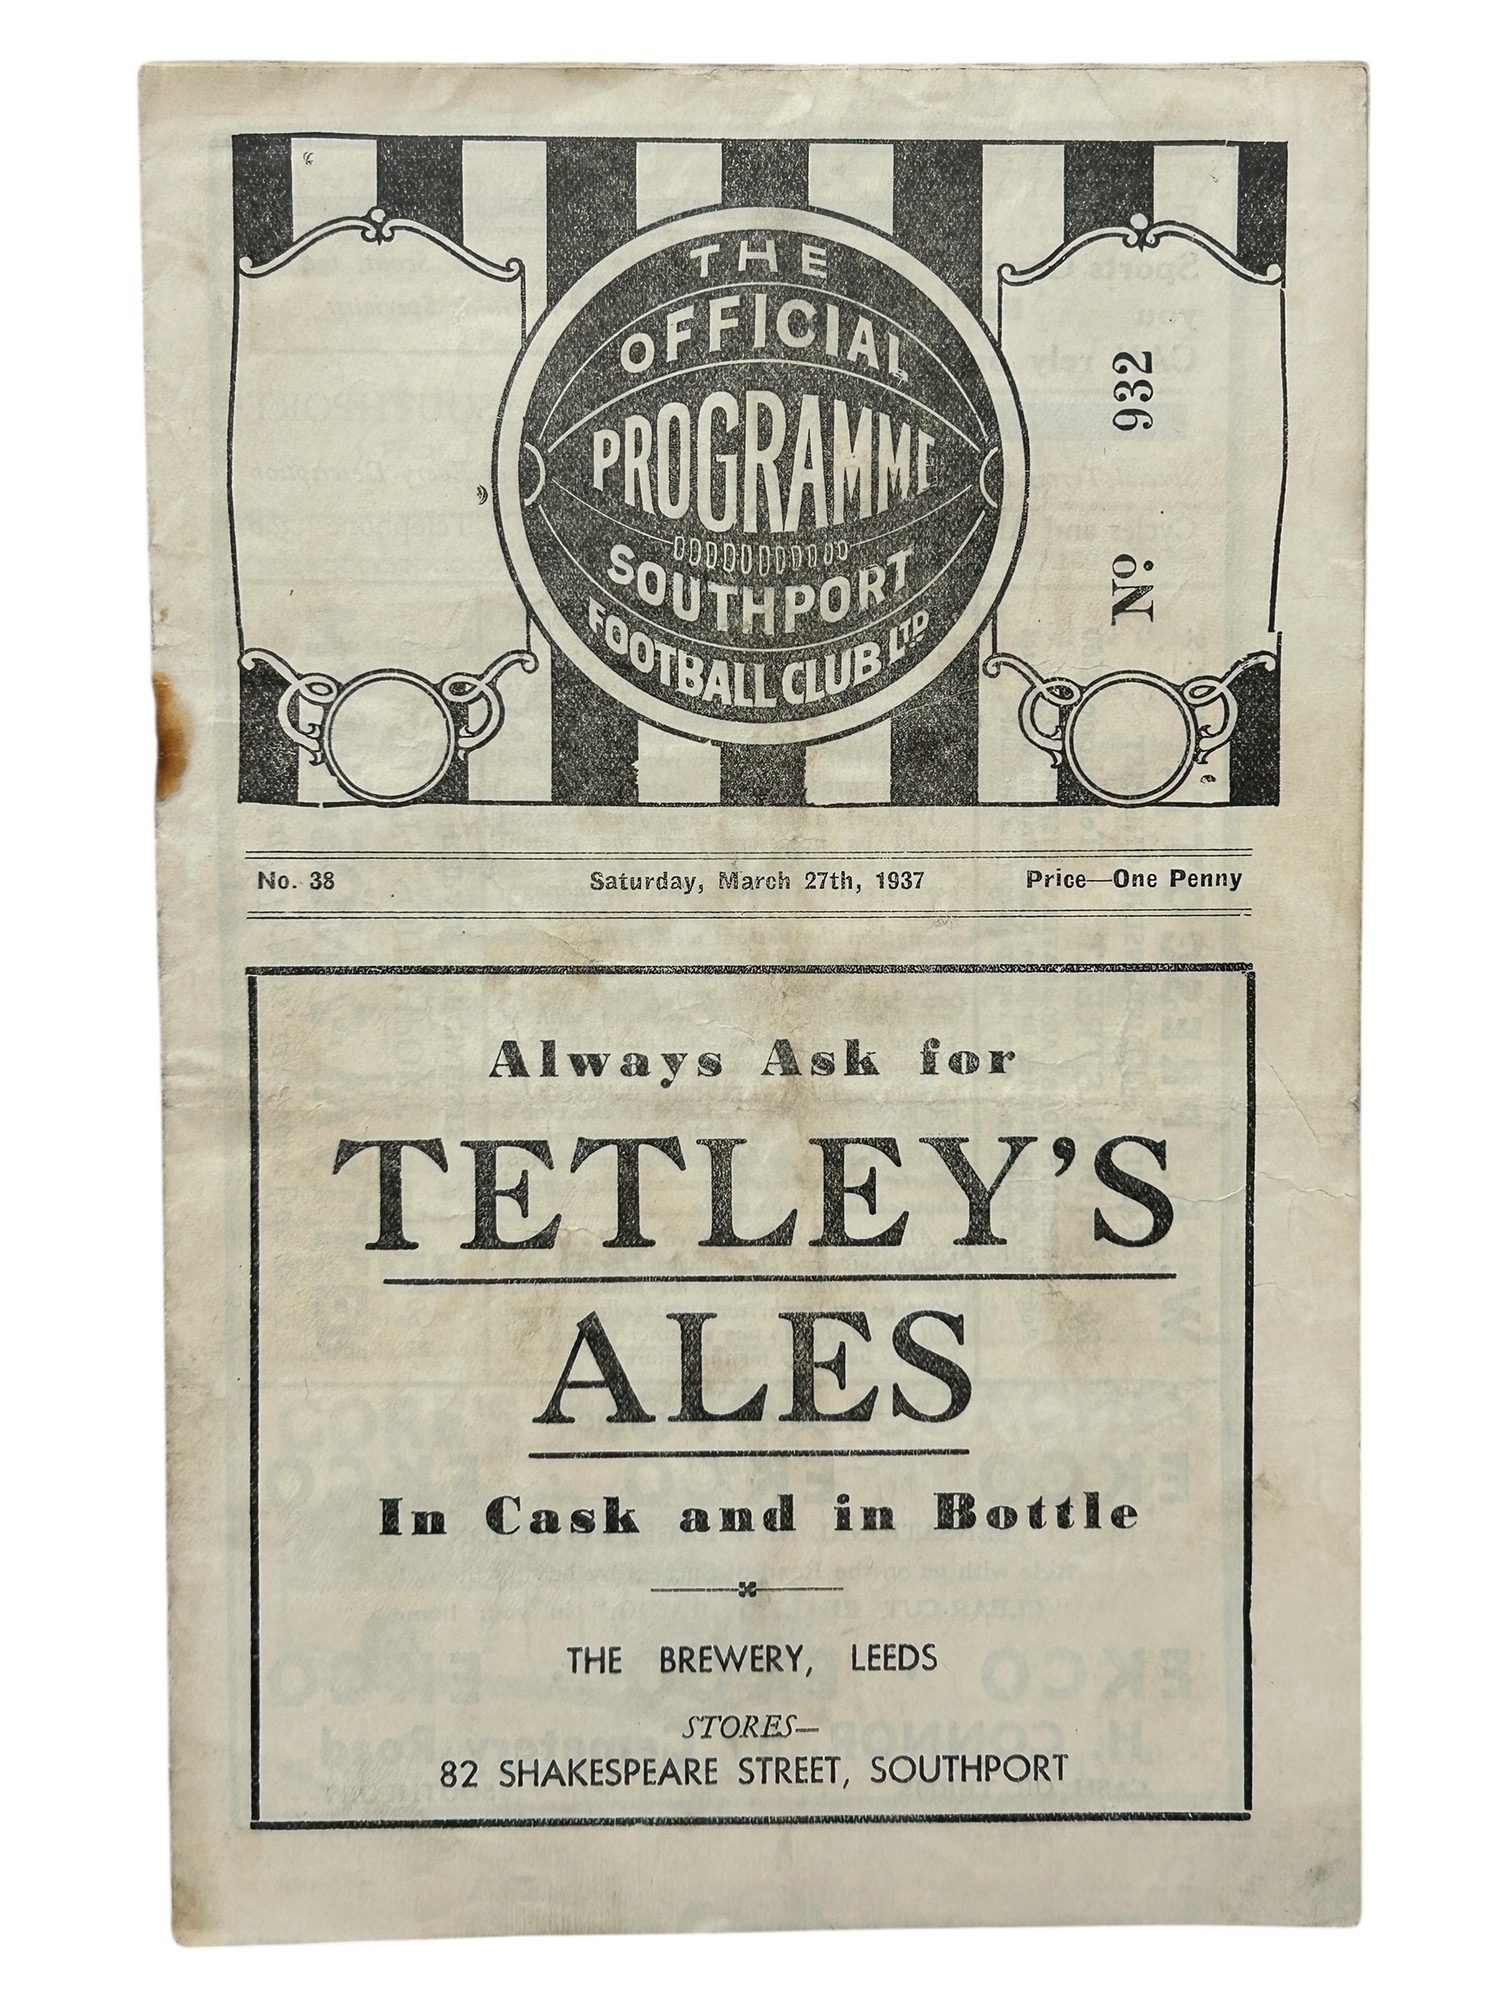 THE
OFFICIAL
PROGRAMME
SOUTHPORT
FOOTBALL CLUB LTD
No. 932
No. 38 Saturday, March 27th, 1937 Price—One Penny
Always Ask for
TETLEY'S
ALES
In Cask and in Bottle
THE BREWERY, LEEDS
STORES—
82 SHAKESPEARE STREET, SOUTHPORT